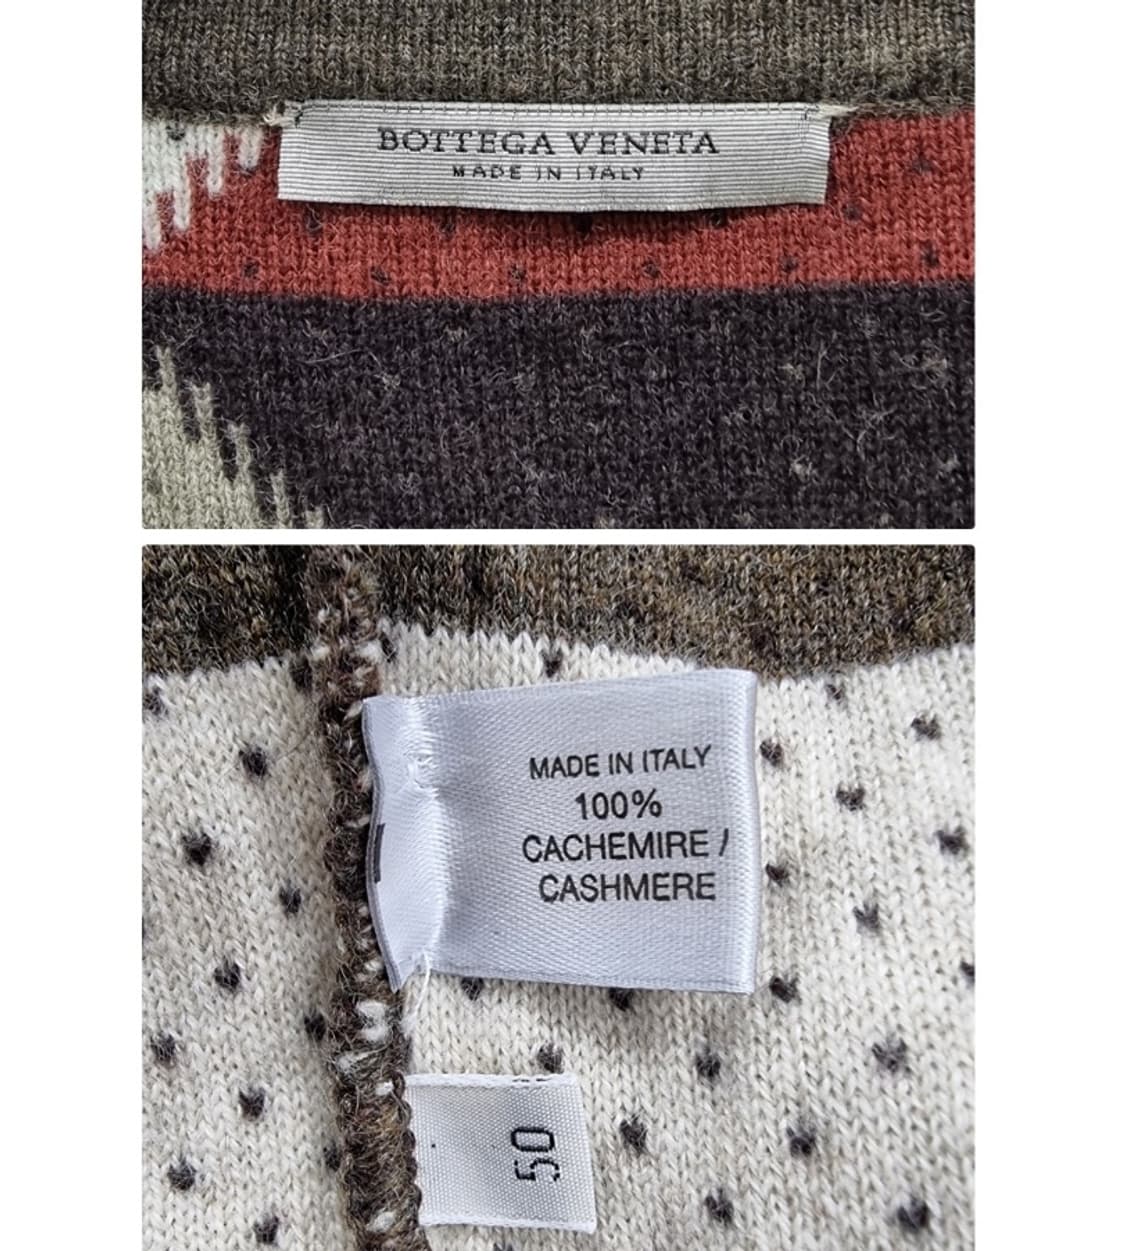 BOTTEGA VENETA
MADE IN ITALY
MADE IN ITALY
100%
CACHEMIRE /
CASHMERE
50